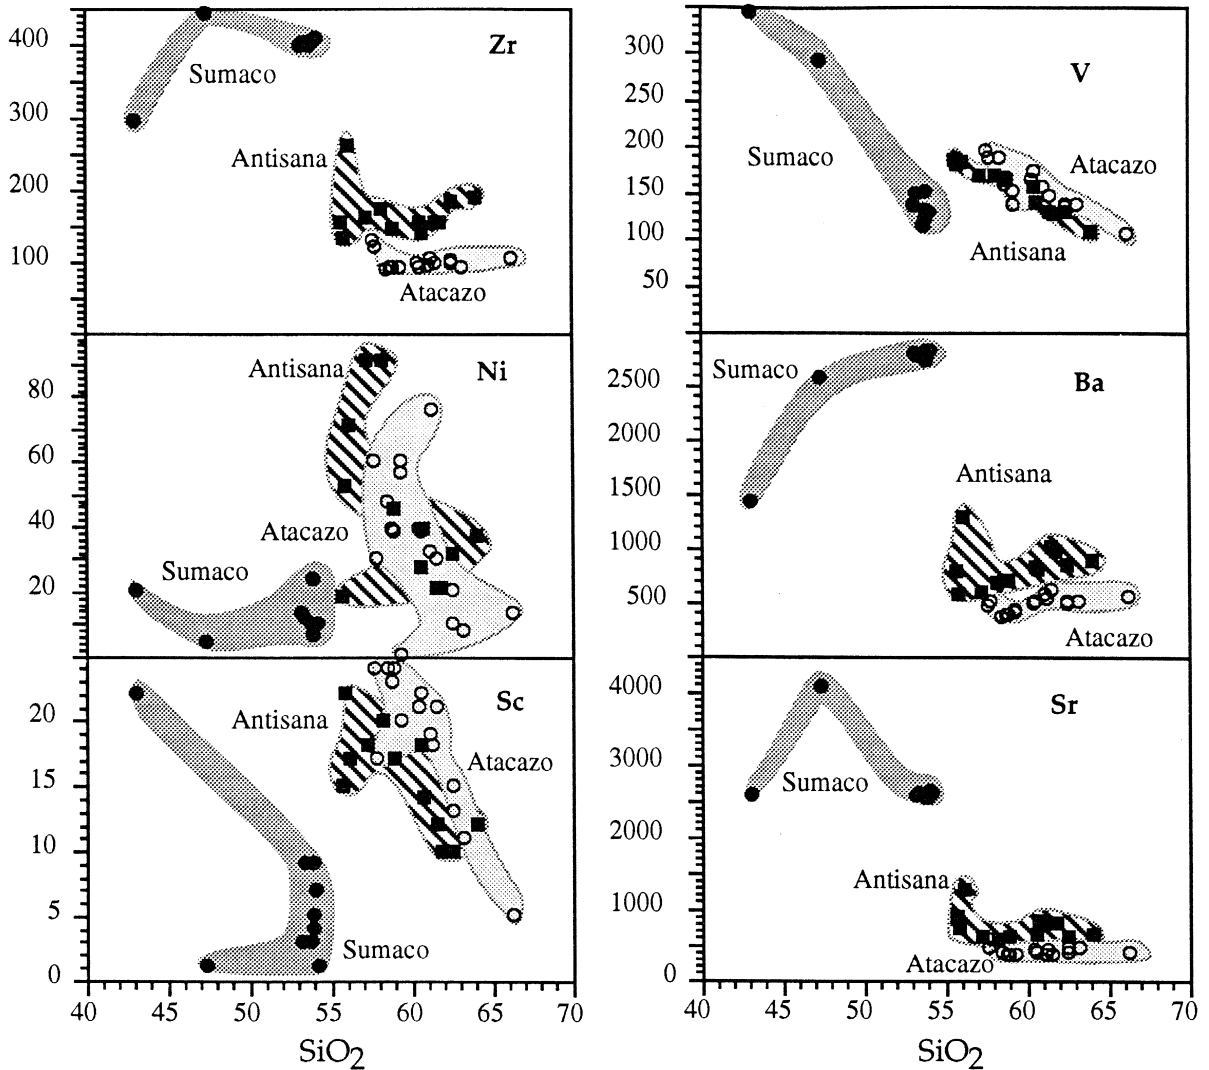 400
300
200
100
Zr
Sumaco
Antisana
Atacazo
300
250
200
150
100
50
V
Sumaco
Atacazo
Antisana
80
60
40
20
Antisana
Ni
Atacazo
Sumaco
2500
2000
1500
1000
500
Sumaco
Ba
Antisana
Atacazo
20
15
10
5
0
Sc
Antisana
Atacazo
Sumaco
40 45 50 55 60 65 70
SiO2
4000
3000
2000
1000
0
Sr
Sumaco
Antisana
Atacazo
40 45 50 55 60 65 70
SiO2